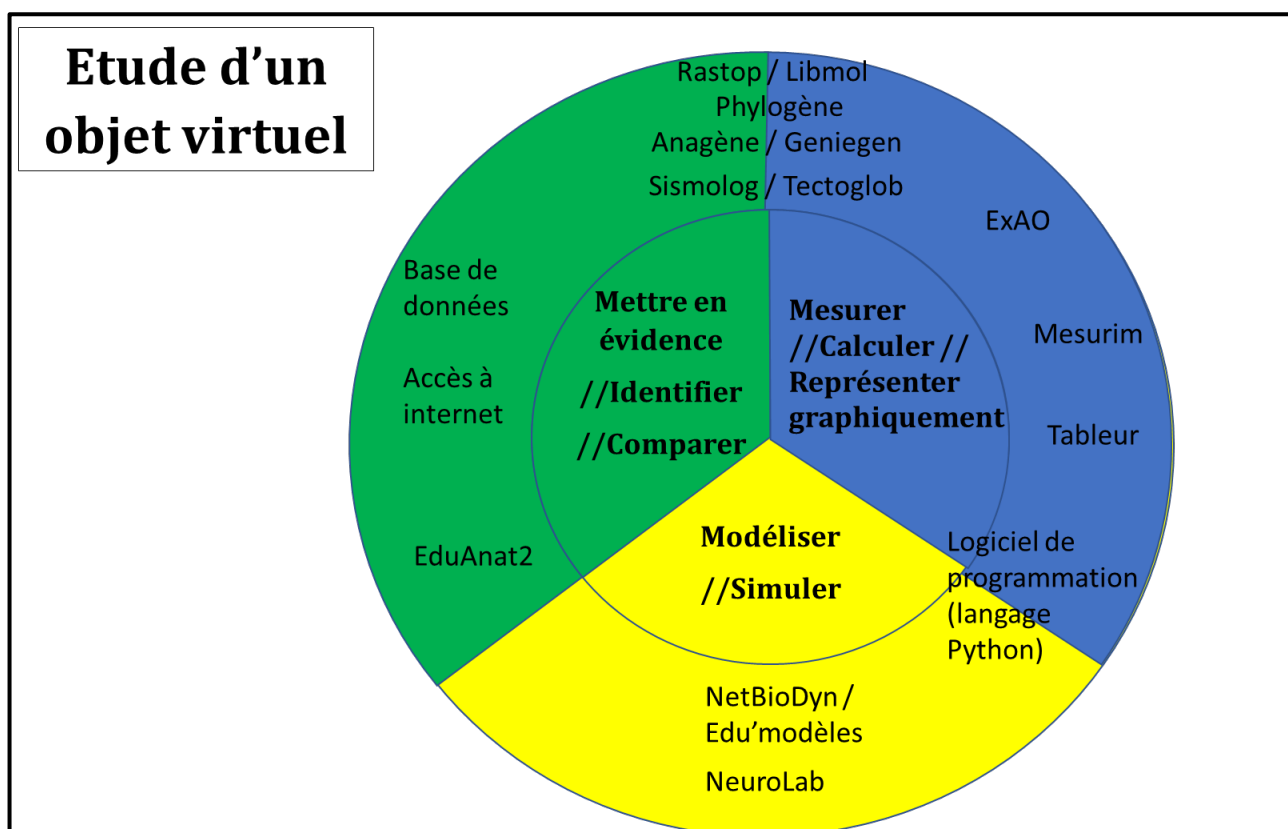 Etude d’un
objet virtuel
Rastop / Libmol
Phylogène
Anagène / Geniegen
Sismolog / Tectoglob
ExAO
Mesurim
Tableur
Logiciel de
programmation
(langage
Python)
Base de
données
Accès à
internet
EduAnat2
Mettre en
évidence
//Identifier
//Comparer
Mesurer
//Calculer //
Représenter
graphiquement
Modéliser
//Simuler
NetBioDyn /
Edu’modèles
NeuroLab